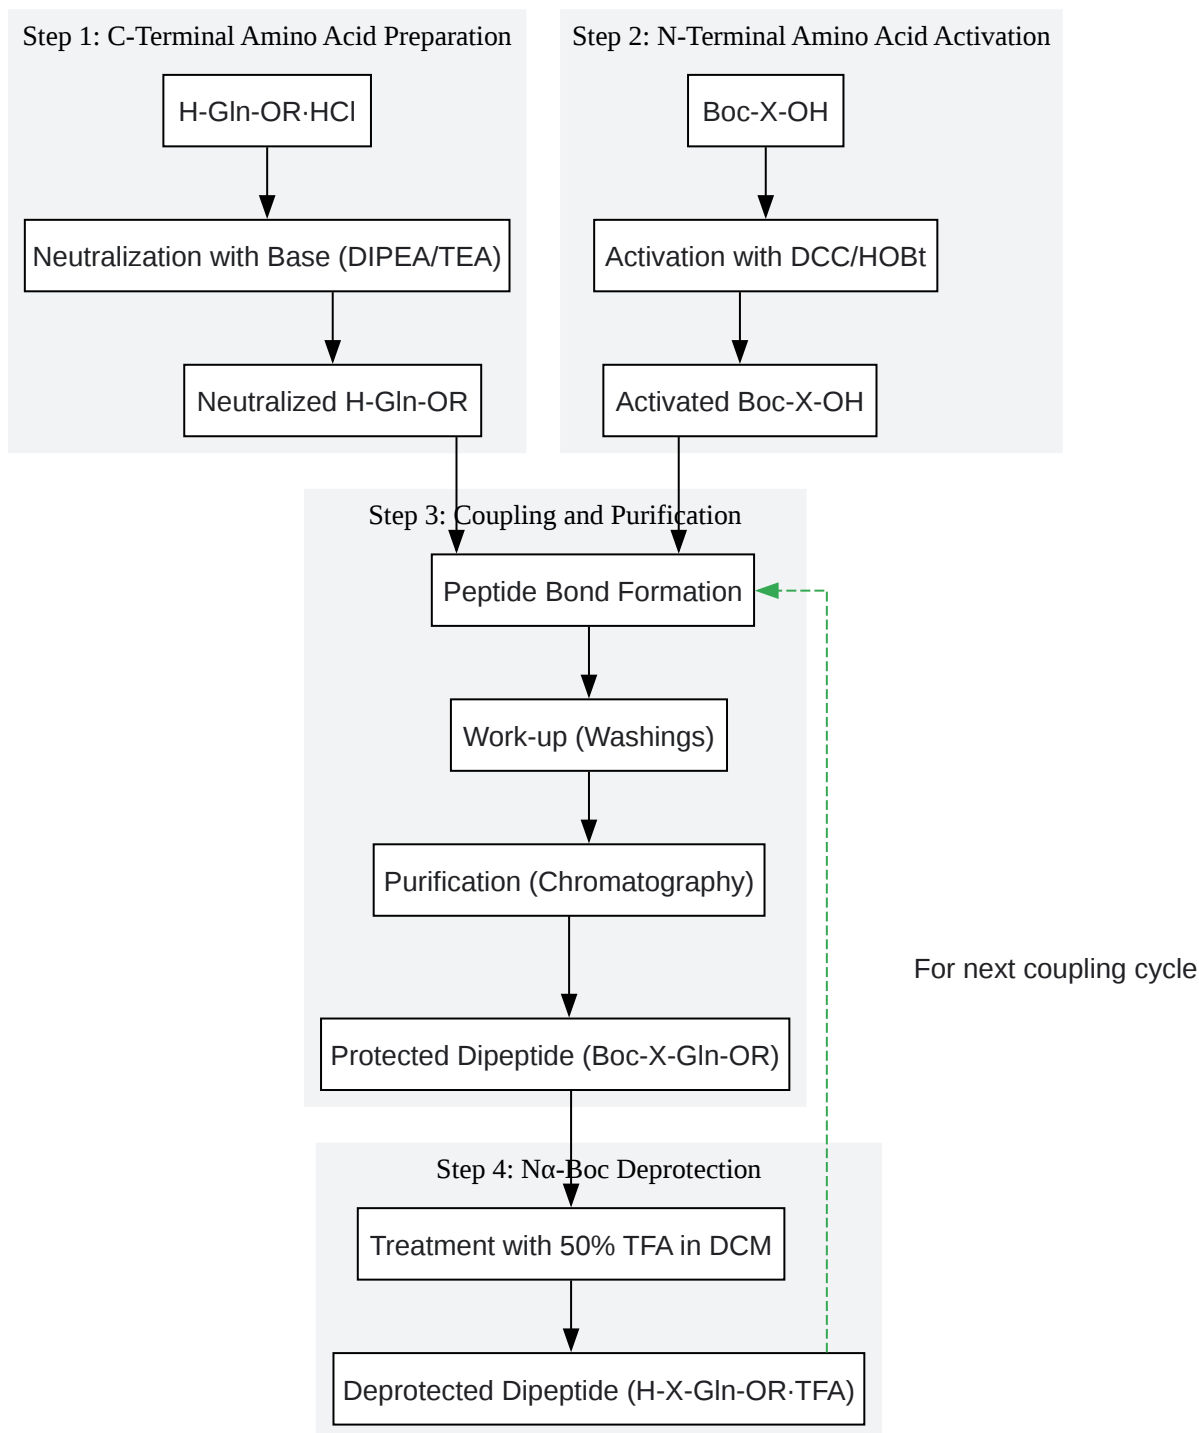 Step 1: C-Terminal Amino Acid Preparation
H-Gln-OR·HCl
Neutralization with Base (DIPEA/TEA)
Neutralized H-Gln-OR
Step 2: N-Terminal Amino Acid Activation
Boc-X-OH
Activation with DCC/HOBt
Activated Boc-X-OH
Step 3: Coupling and Purification
Peptide Bond Formation
Work-up (Washings)
Purification (Chromatography)
Protected Dipeptide (Boc-X-Gln-OR)
For next coupling cycle
Step 4: Nα-Boc Deprotection
Treatment with 50% TFA in DCM
Deprotected Dipeptide (H-X-Gln-OR·TFA)